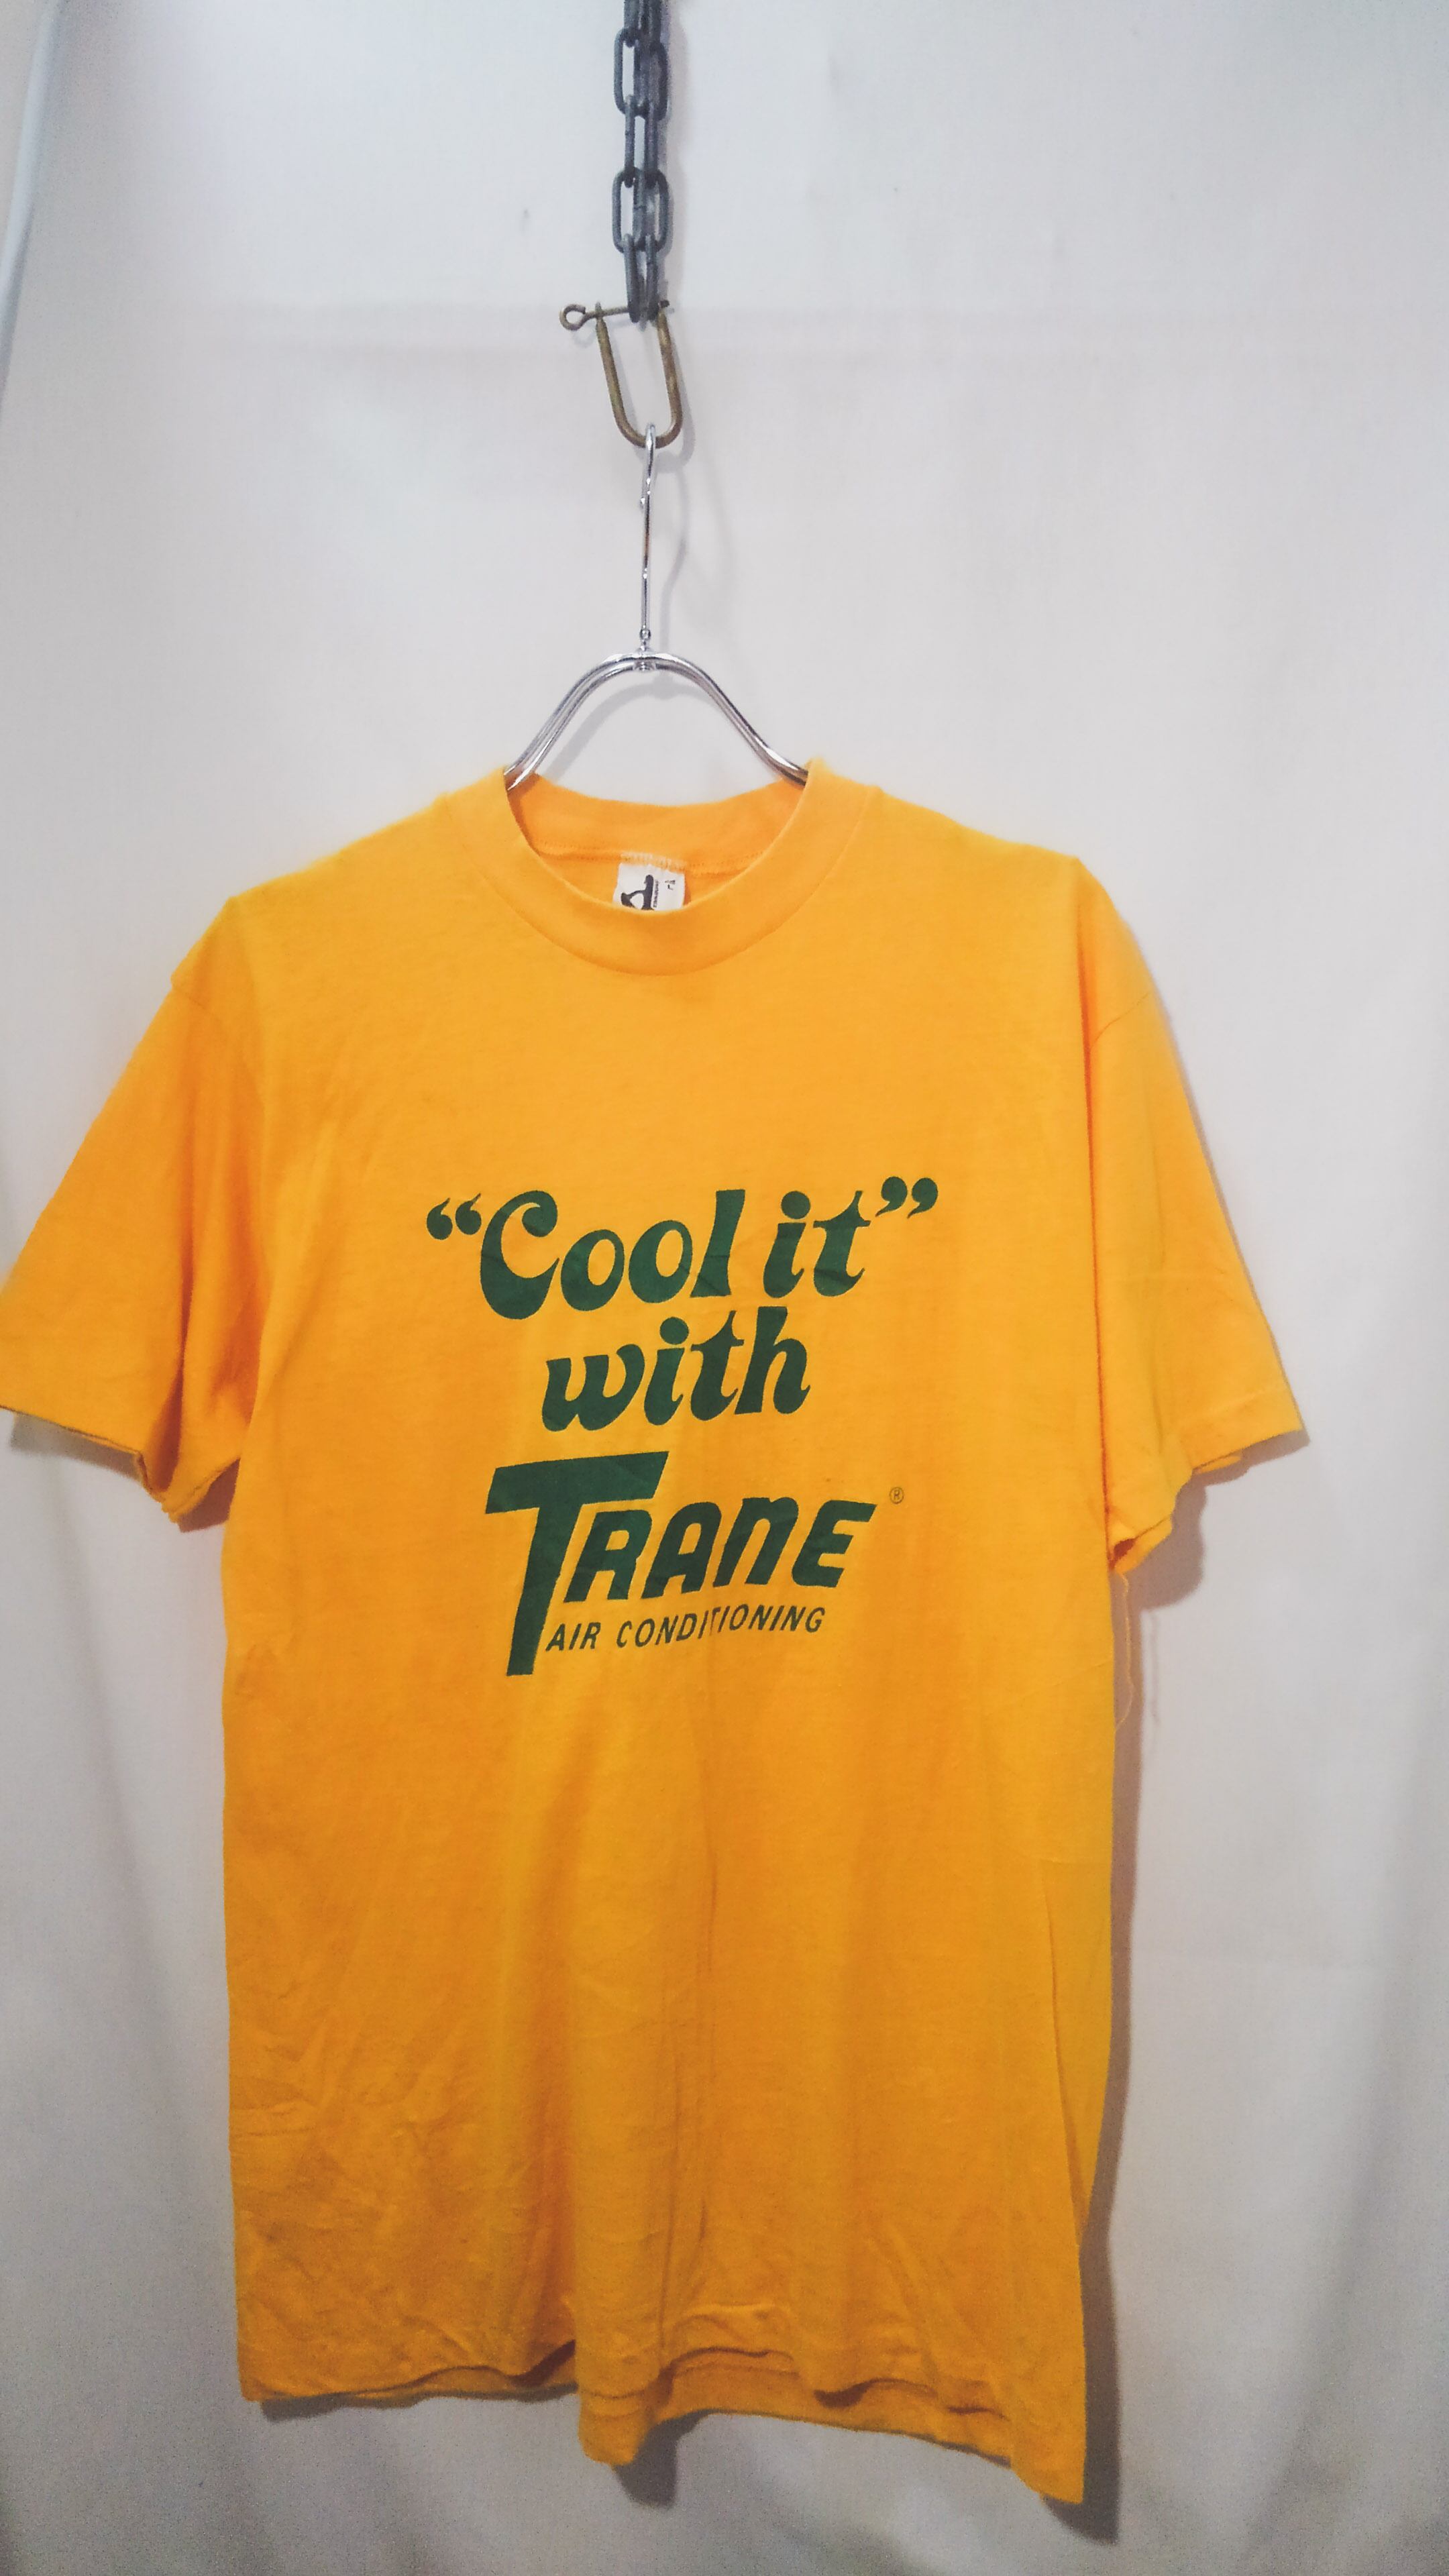 “Cool it”
with
TRANE®
AIR CONDITIONING